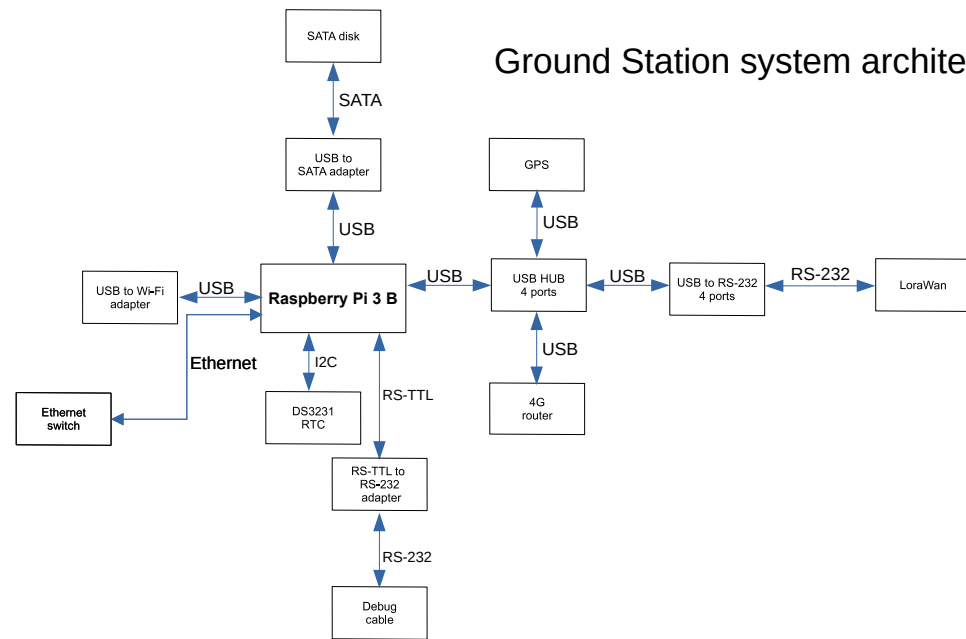 SATA disk
Ground Station system archite
SATA
USB to
SATA adapter
GPS
USB
USB
USB to Wi-Fi
adapter
USB
Raspberry Pi 3 B
USB
USB HUB
4 ports
USB
USB to RS-232
4 ports
RS-232
LoraWan
Ethernet
I2C
USB
RS-TTL
Ethernet
switch
DS3231
RTC
4G
router
RS-TTL to
RS-232
adapter
RS-232
Debug
cable